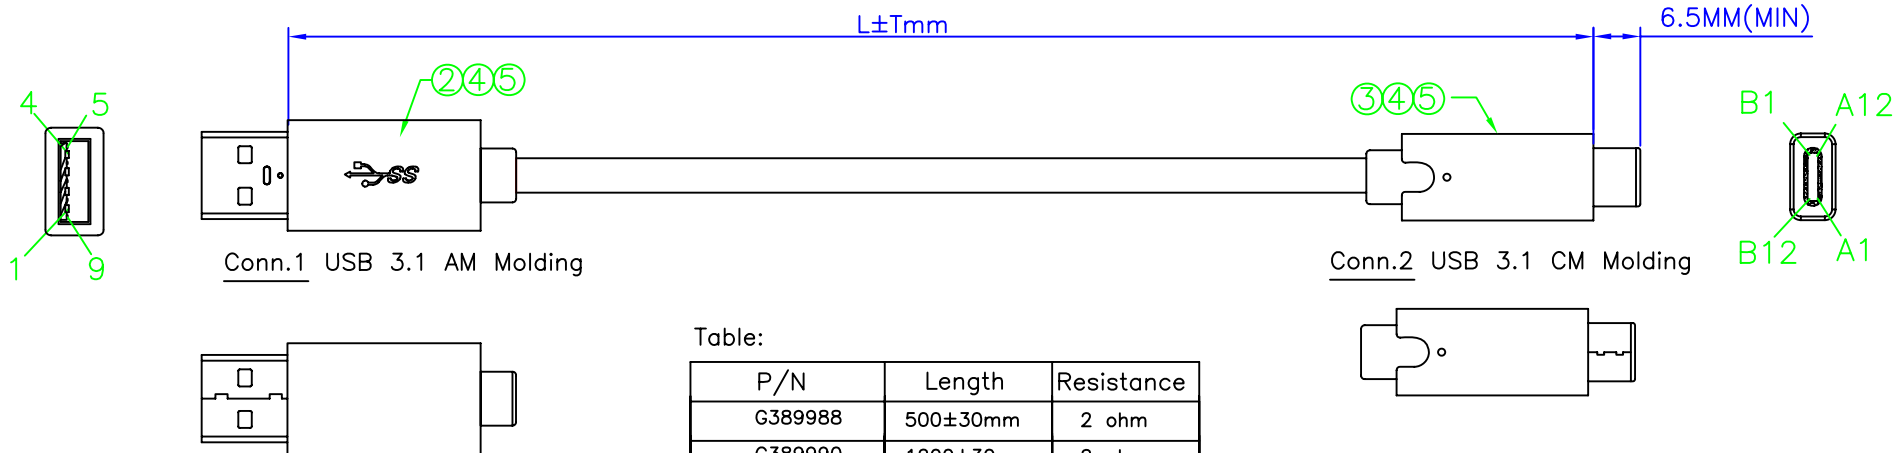 L±Tmm
6.5MM(MIN)
②④⑤
③④⑤
4 5
B1 A12
SS
1 9
B12 A1
Conn.1 USB 3.1 AM Molding
Conn.2 USB 3.1 CM Molding
Table:
P/N Length Resistance
G389988 500±30mm 2 ohm